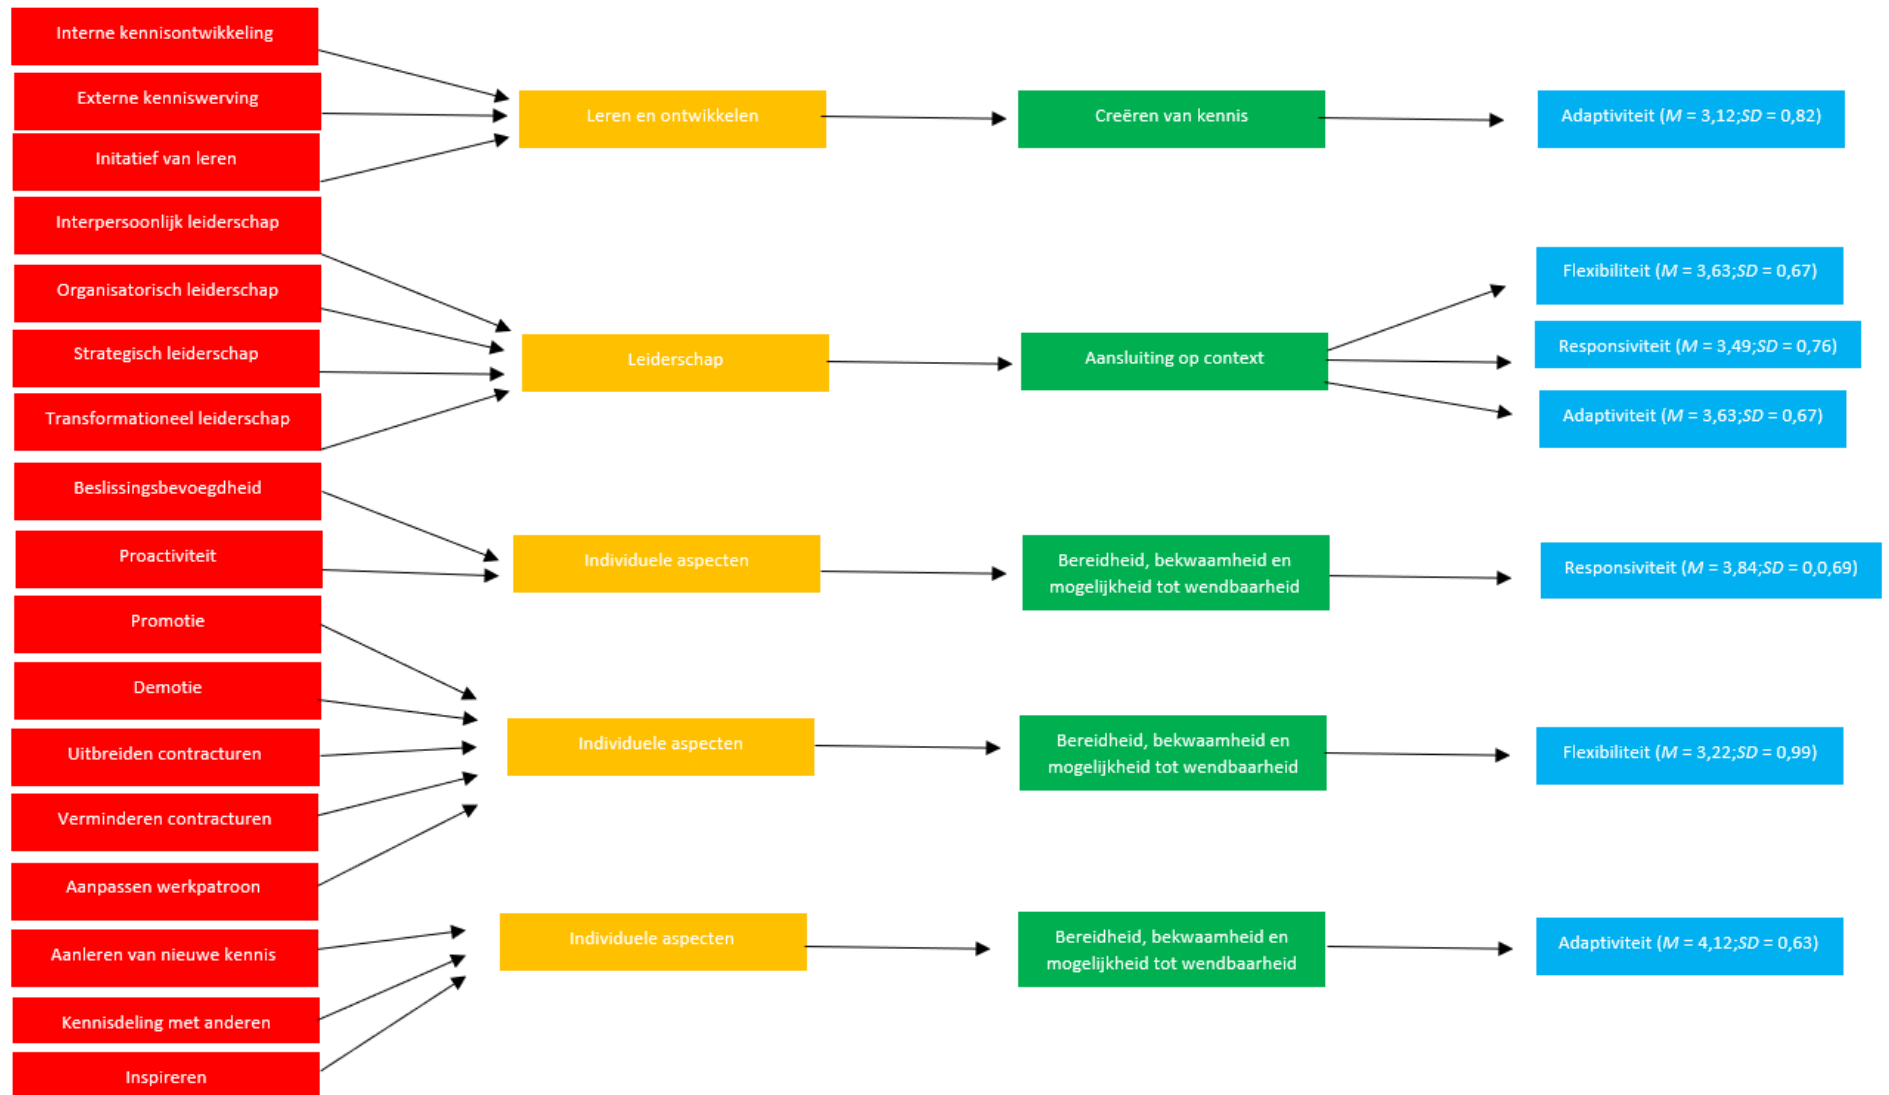 Interne kennisontwikkeling
Externe kenniswerving
Initatief van leren
Leren en ontwikkelen
Creëren van kennis
Adaptiviteit (M = 3,12;SD = 0,82)
Interpersoonlijk leiderschap
Organisatorisch leiderschap
Strategisch leiderschap
Transformationeel leiderschap
Leiderschap
Aansluiting op context
Flexibiliteit (M = 3,63;SD = 0,67)
Responsiviteit (M = 3,49;SD = 0,76)
Adaptiviteit (M = 3,63;SD = 0,67)
Beslissingsbevoegdheid
Proactiviteit
Individuele aspecten
Bereidheid, bekwaamheid en
mogelijkheid tot wendbaarheid
Responsiviteit (M = 3,84;SD = 0,0,69)
Promotie
Demotie
Uitbreiden contracturen
Verminderen contracturen
Aanpassen werkpatroon
Individuele aspecten
Bereidheid, bekwaamheid en
mogelijkheid tot wendbaarheid
Flexibiliteit (M = 3,22;SD = 0,99)
Aanleren van nieuwe kennis
Kennisdeling met anderen
Inspireren
Individuele aspecten
Bereidheid, bekwaamheid en
mogelijkheid tot wendbaarheid
Adaptiviteit (M = 4,12;SD = 0,63)